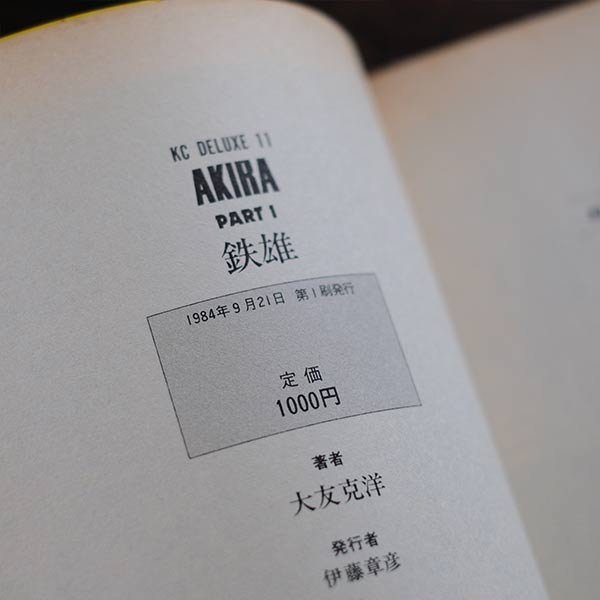 KC DELUXE 11
AKIRA
PART 1
鉄雄
1984年9月21日 第1刷発行
定価
1000円
著者
大友克洋
発行者
伊藤章彦